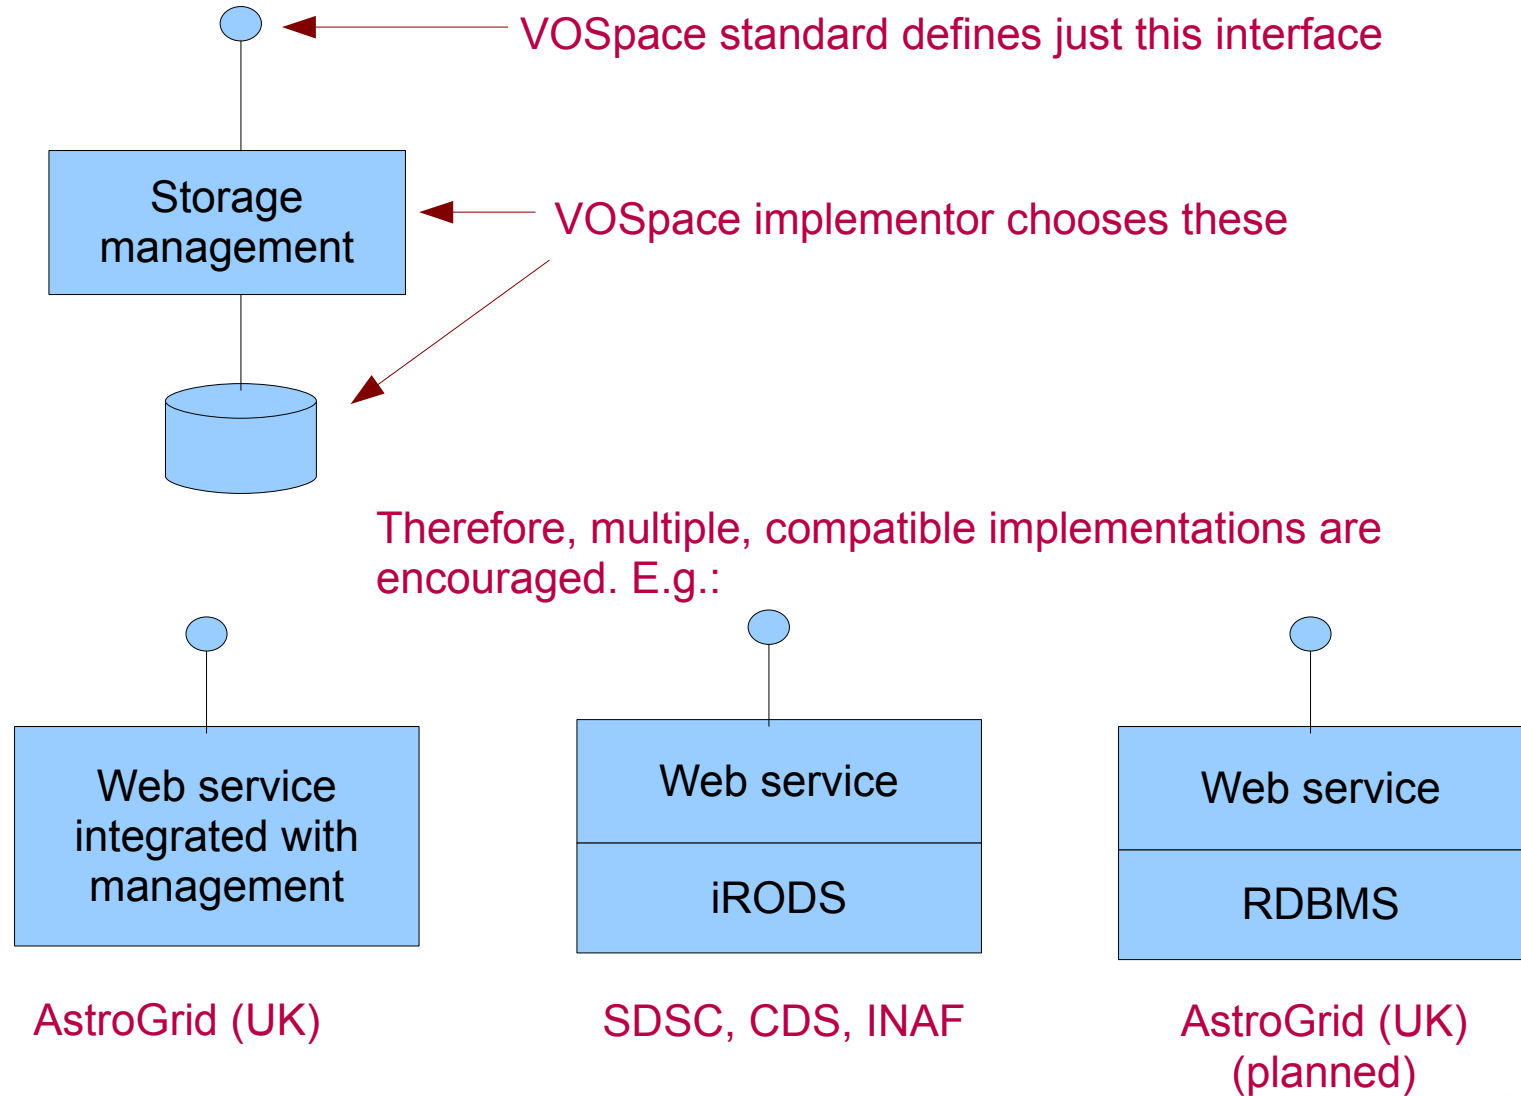 VOSpace standard defines just this interface
Storage
management
VOSpace implementor chooses these
Therefore, multiple, compatible implementations are
encouraged. E.g.:
Web service
integrated with
management
Web service
iRODS
Web service
RDBMS
AstroGrid (UK)
SDSC, CDS, INAF
AstroGrid (UK)
(planned)